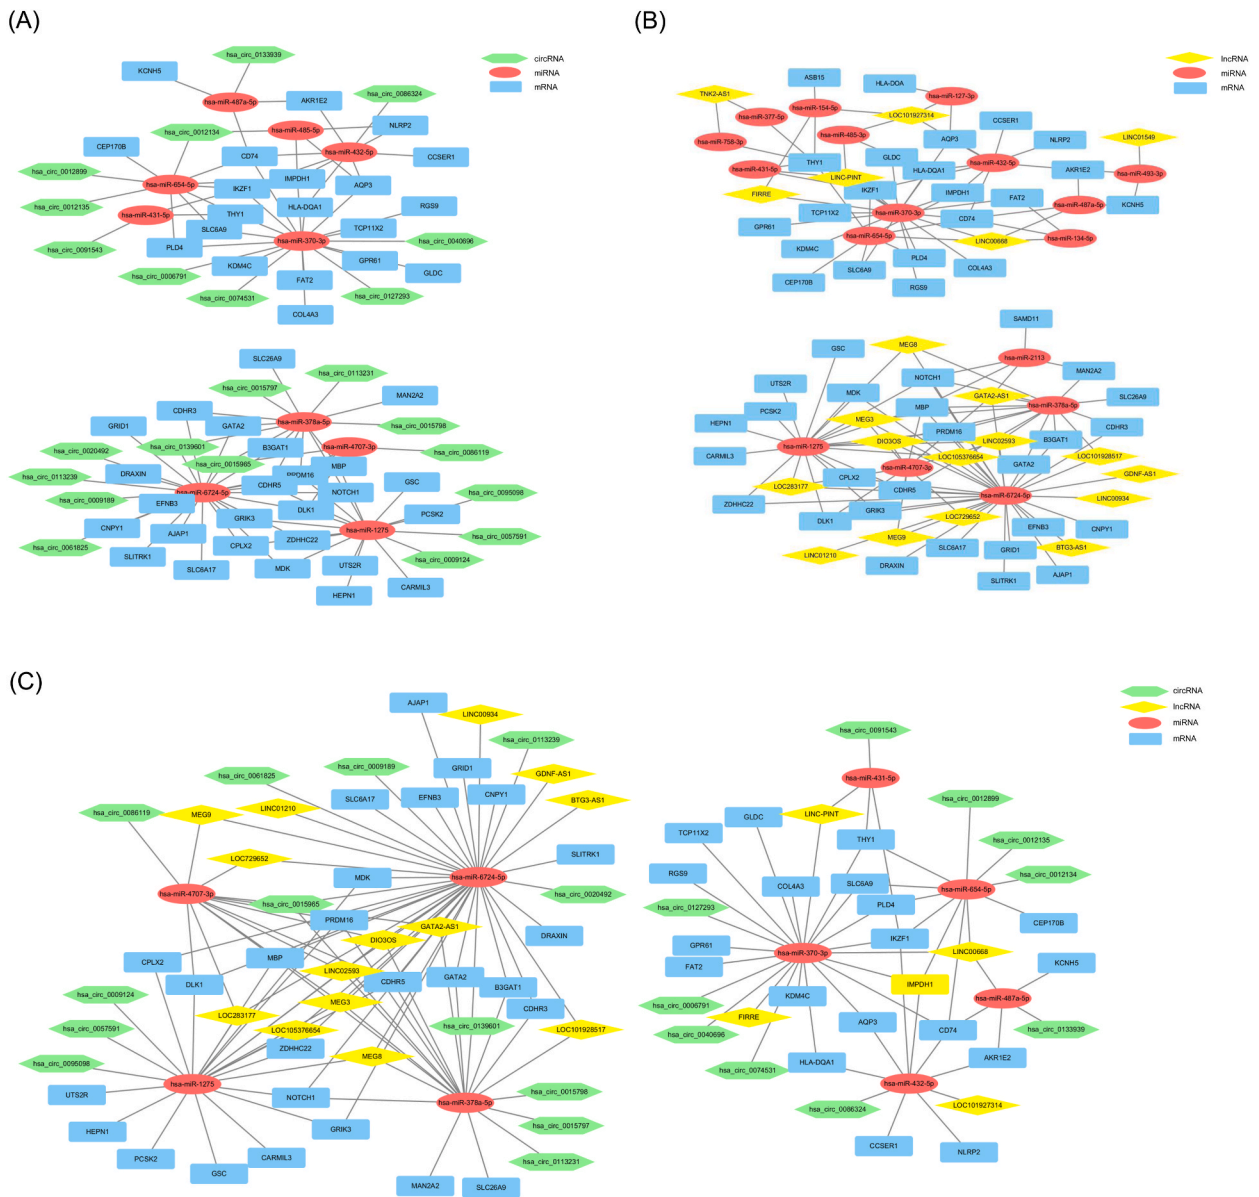 (A)
hsa_circ_0133939
KCNH5
hsa-miR-487a-5p
AKR1E2
hsa_circ_0086324
circRNA
miRNA
mRNA
hsa_circ_0012134
hsa-miR-485-5p
NLRP2
CEP170B
CD74
hsa-miR-432-5p
CCSER1
hsa_circ_0012899
hsa-miR-654-5p
IKZF1
IMPDH1
AQP3
hsa_circ_0012135
HLA-DQA1
RGS9
hsa-miR-431-5p
THY1
SLC6A9
TCP11X2
hsa_circ_0091543
PLD4
hsa-miR-370-3p
hsa_circ_0040696
GPR61
hsa_circ_0006791
KDM4C
GLDC
FAT2
hsa_circ_0074531
hsa_circ_0127293
COL4A3
SLC26A9
hsa_circ_0113231
hsa_circ_0015797
MAN2A2
CDHR3
GRID1
GATA2
hsa-miR-378a-5p
hsa_circ_0015798
hsa_circ_0020492
hsa_circ_0139601
B3GAT1
hsa-miR-4707-3p
hsa_circ_0086119
DRAXIN
hsa_circ_0015965
MBP
PRDM16
hsa_circ_0113239
CDHR5
GSC
hsa_circ_0009189
hsa-miR-6724-5p
NOTCH1
hsa_circ_0095098
EFNB3
DLK1
PCSK2
CNPY1
GRIK3
hsa-miR-1275
hsa_circ_0061825
AJAP1
ZDHHC22
hsa_circ_0057591
SLITRK1
CPLX2
hsa_circ_0009124
SLC6A17
MDK
UTS2R
CARMIL3
HEPN1
(B)
lncRNA
miRNA
mRNA
ASB15
HLA-DOA
TNK2-AS1
hsa-miR-127-3p
hsa-miR-154-5p
hsa-miR-377-5p
LOC101927314
CCSER1
hsa-miR-485-3p
AQP3
NLRP2
LINC01549
hsa-miR-758-3p
THY1
GLDC
hsa-miR-432-5p
hsa-miR-431-5p
HLA-DQA1
AKR1E2
hsa-miR-493-3p
LINC-PINT
FIRRE
IKZF1
IMPDH1
FAT2
KCNH5
TCP11X2
hsa-miR-370-3p
hsa-miR-487a-5p
GPR61
CD74
hsa-miR-654-5p
LINC00668
hsa-miR-134-5p
KDM4C
PLD4
SLC6A9
COL4A3
CEP170B
RGS9
SAMD11
GSC
MEG8
hsa-miR-2113
NOTCH1
MAN2A2
UTS2R
MDK
GATA2-AS1
SLC26A9
PCSK2
MBP
hsa-miR-378a-5p
HEPN1
MEG3
PRDM16
CDHR3
hsa-miR-1275
DIO3OS
LINC02593
B3GAT1
CARMIL3
LOC105376654
LOC101928517
hsa-miR-4707-3p
GATA2
GDNF-AS1
LOC283177
CPLX2
CDHR5
hsa-miR-6724-5p
LINC00934
ZDHHC22
GRIK3
DLK1
LOC729652
EFNB3
CNPY1
MEG9
LINC01210
SLC6A17
GRID1
BTG3-AS1
DRAXIN
SLITRK1
AJAP1
(C)
AJAP1
LINC00934
hsa_circ_0113239
hsa_circ_0009189
GRID1
GDNF-AS1
hsa_circ_0061825
SLC6A17
EFNB3
CNPY1
BTG3-AS1
hsa_circ_0086119
MEG9
LINC01210
LOC729652
SLITRK1
MDK
hsa-miR-6724-5p
hsa-miR-4707-3p
hsa_circ_0015965
hsa_circ_0020492
PRDM16
GATA2-AS1
DRAXIN
DIO3OS
MBP
CPLX2
LINC02593
DLK1
CDHR5
GATA2
B3GAT1
hsa_circ_0009124
MEG3
CDHR3
LOC283177
hsa_circ_0057591
LOC105376654
hsa_circ_0139601
LOC101928517
ZDHHC22
hsa_circ_0095098
MEG8
hsa-miR-1275
hsa_circ_0015798
UTS2R
NOTCH1
hsa-miR-378a-5p
hsa_circ_0015797
HEPN1
GRIK3
PCSK2
CARMIL3
hsa_circ_0113231
GSC
MAN2A2
SLC26A9
circRNA
lncRNA
miRNA
mRNA
hsa_circ_0091543
hsa-miR-431-5p
hsa_circ_0012899
GLDC
LINC-PINT
TCP11X2
THY1
hsa_circ_0012135
RGS9
COL4A3
SLC6A9
hsa-miR-654-5p
hsa_circ_0012134
hsa_circ_0127293
PLD4
CEP170B
GPR61
IKZF1
hsa-miR-370-3p
LINC00668
FAT2
KCNH5
IMPDH1
KDM4C
hsa-miR-487a-5p
hsa_circ_0006791
FIRRE
AQP3
CD74
hsa_circ_0133939
hsa_circ_0040696
HLA-DQA1
AKR1E2
hsa_circ_0074531
hsa-miR-432-5p
hsa_circ_0086324
LOC101927314
CCSER1
NLRP2